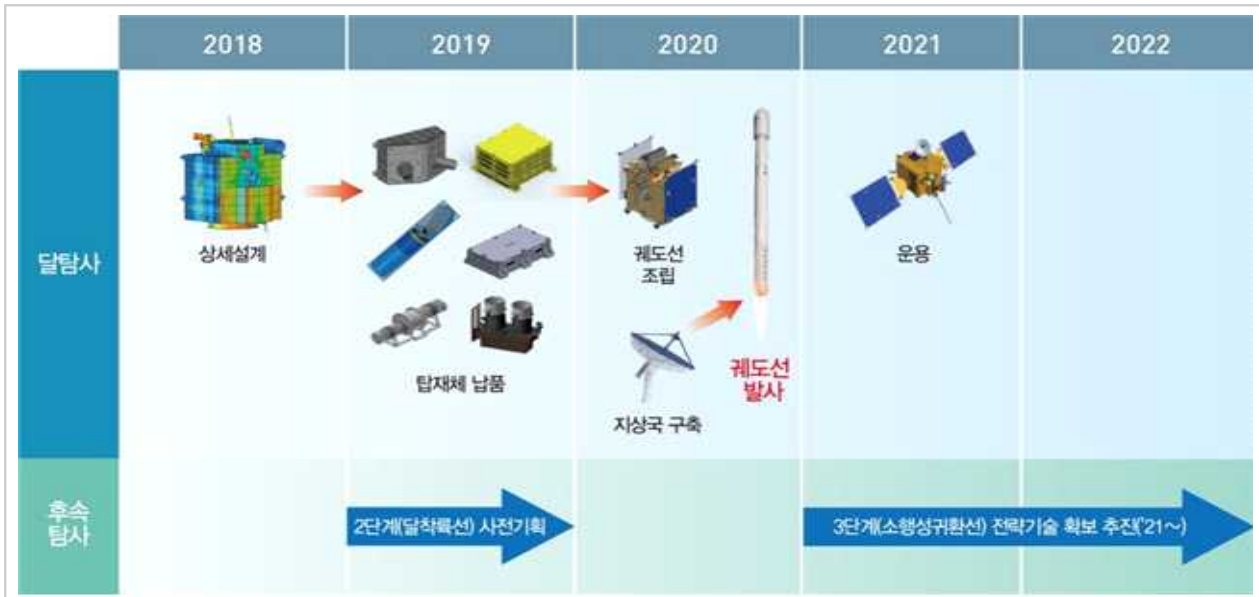 2018 2019 2020 2021 2022
달탐사
상세설계
탑재체 납품
궤도선
조립
지상국 구축
궤도선
발사
운용
후속
탐사
2단계(달착륙선) 사전기획
3단계(소행성귀환선) 전략기술 확보 추진('21~)